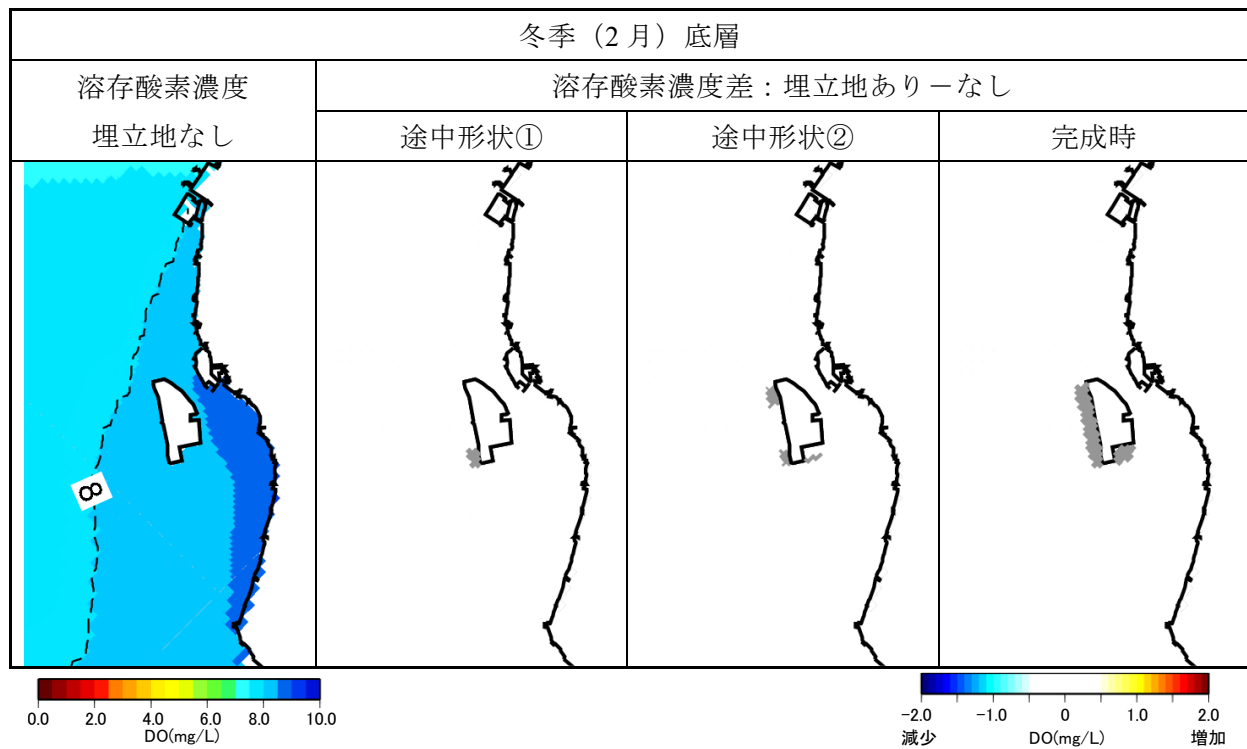 冬季（2月）底層
溶存酸素濃度
埋立地なし
溶存酸素濃度差：埋立地あり－なし
途中形状①
途中形状②
完成時
8
0.0 2.0 4.0 6.0 8.0 10.0
DO(mg/L)
-2.0 -1.0 0 1.0 2.0
減少 DO(mg/L) 増加